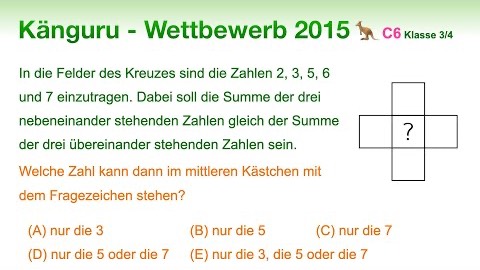 Känguru - Wettbewerb 2015 C6 Klasse 3/4
In die Felder des Kreuzes sind die Zahlen 2, 3, 5, 6
und 7 einzutragen. Dabei soll die Summe der drei
nebeneinander stehenden Zahlen gleich der Summe
der drei übereinander stehenden Zahlen sein.
?
Welche Zahl kann dann im mittleren Kästchen mit
dem Fragezeichen stehen?
(A) nur die 3 (B) nur die 5 (C) nur die 7
(D) nur die 5 oder die 7 (E) nur die 3, die 5 oder die 7